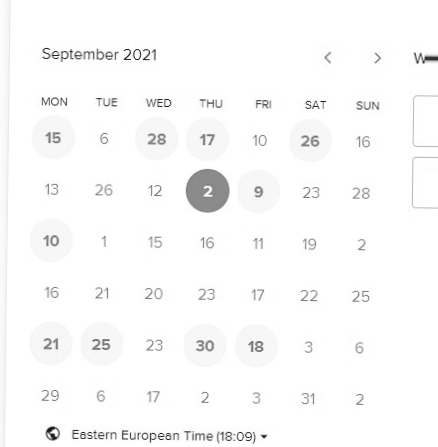 September 2021 < >
MON TUE WED THU FRI SAT SUN
15 6 28 17 10 26 16
13 26 12 2 9 23 28
10 1 15 16 11 19 2
16 21 20 23 17 22 25
21 25 23 30 18 3 6
29 6 17 2 3 31 2
Eastern European Time (18:09)